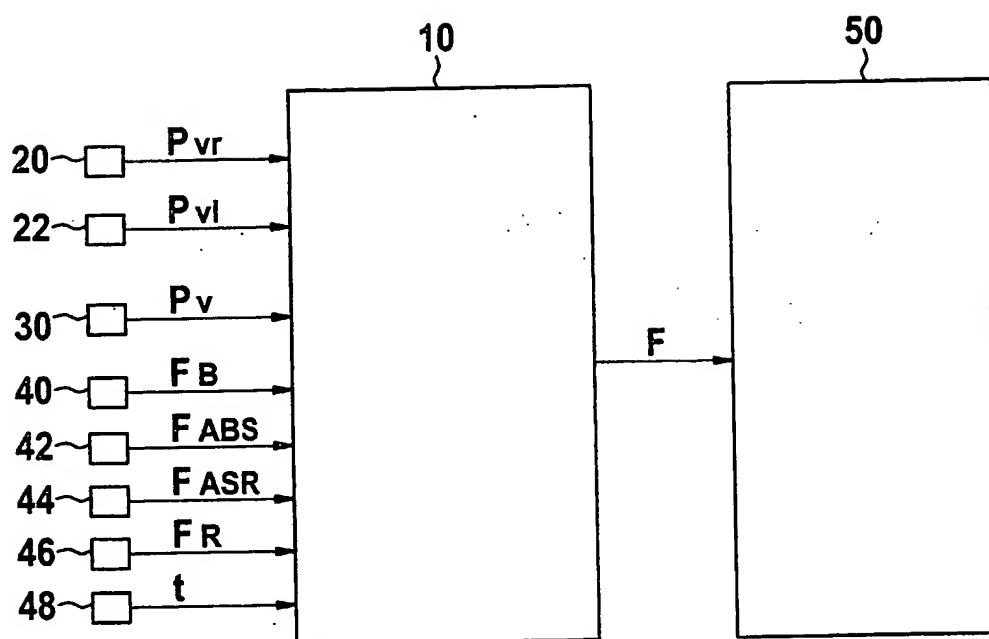 10
50
20 Pvr
22 Pvl
30 Pv
F
40 FB
42 FABS
44 FASR
46 FR
48 t